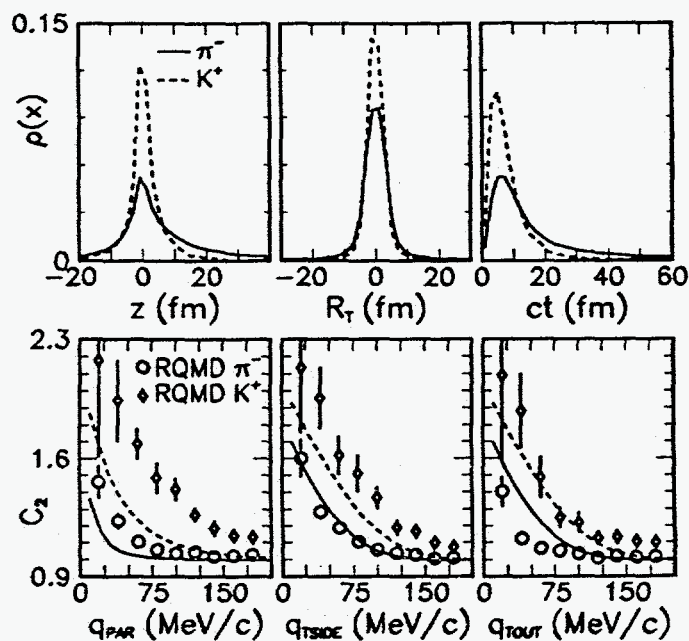 0.15
π⁻
K⁺
ρ(x)
0
−20 0 20
0
−20 0 20
0 20 40 60
z (fm)
R_T (fm)
ct (fm)
2.3
RQMD π⁻
RQMD K⁺
1.6
C₂
0.9
0 75 150
0 75 150
0 75 150
q_PAR (MeV/c)
q_TSIDE (MeV/c)
q_TOUT (MeV/c)